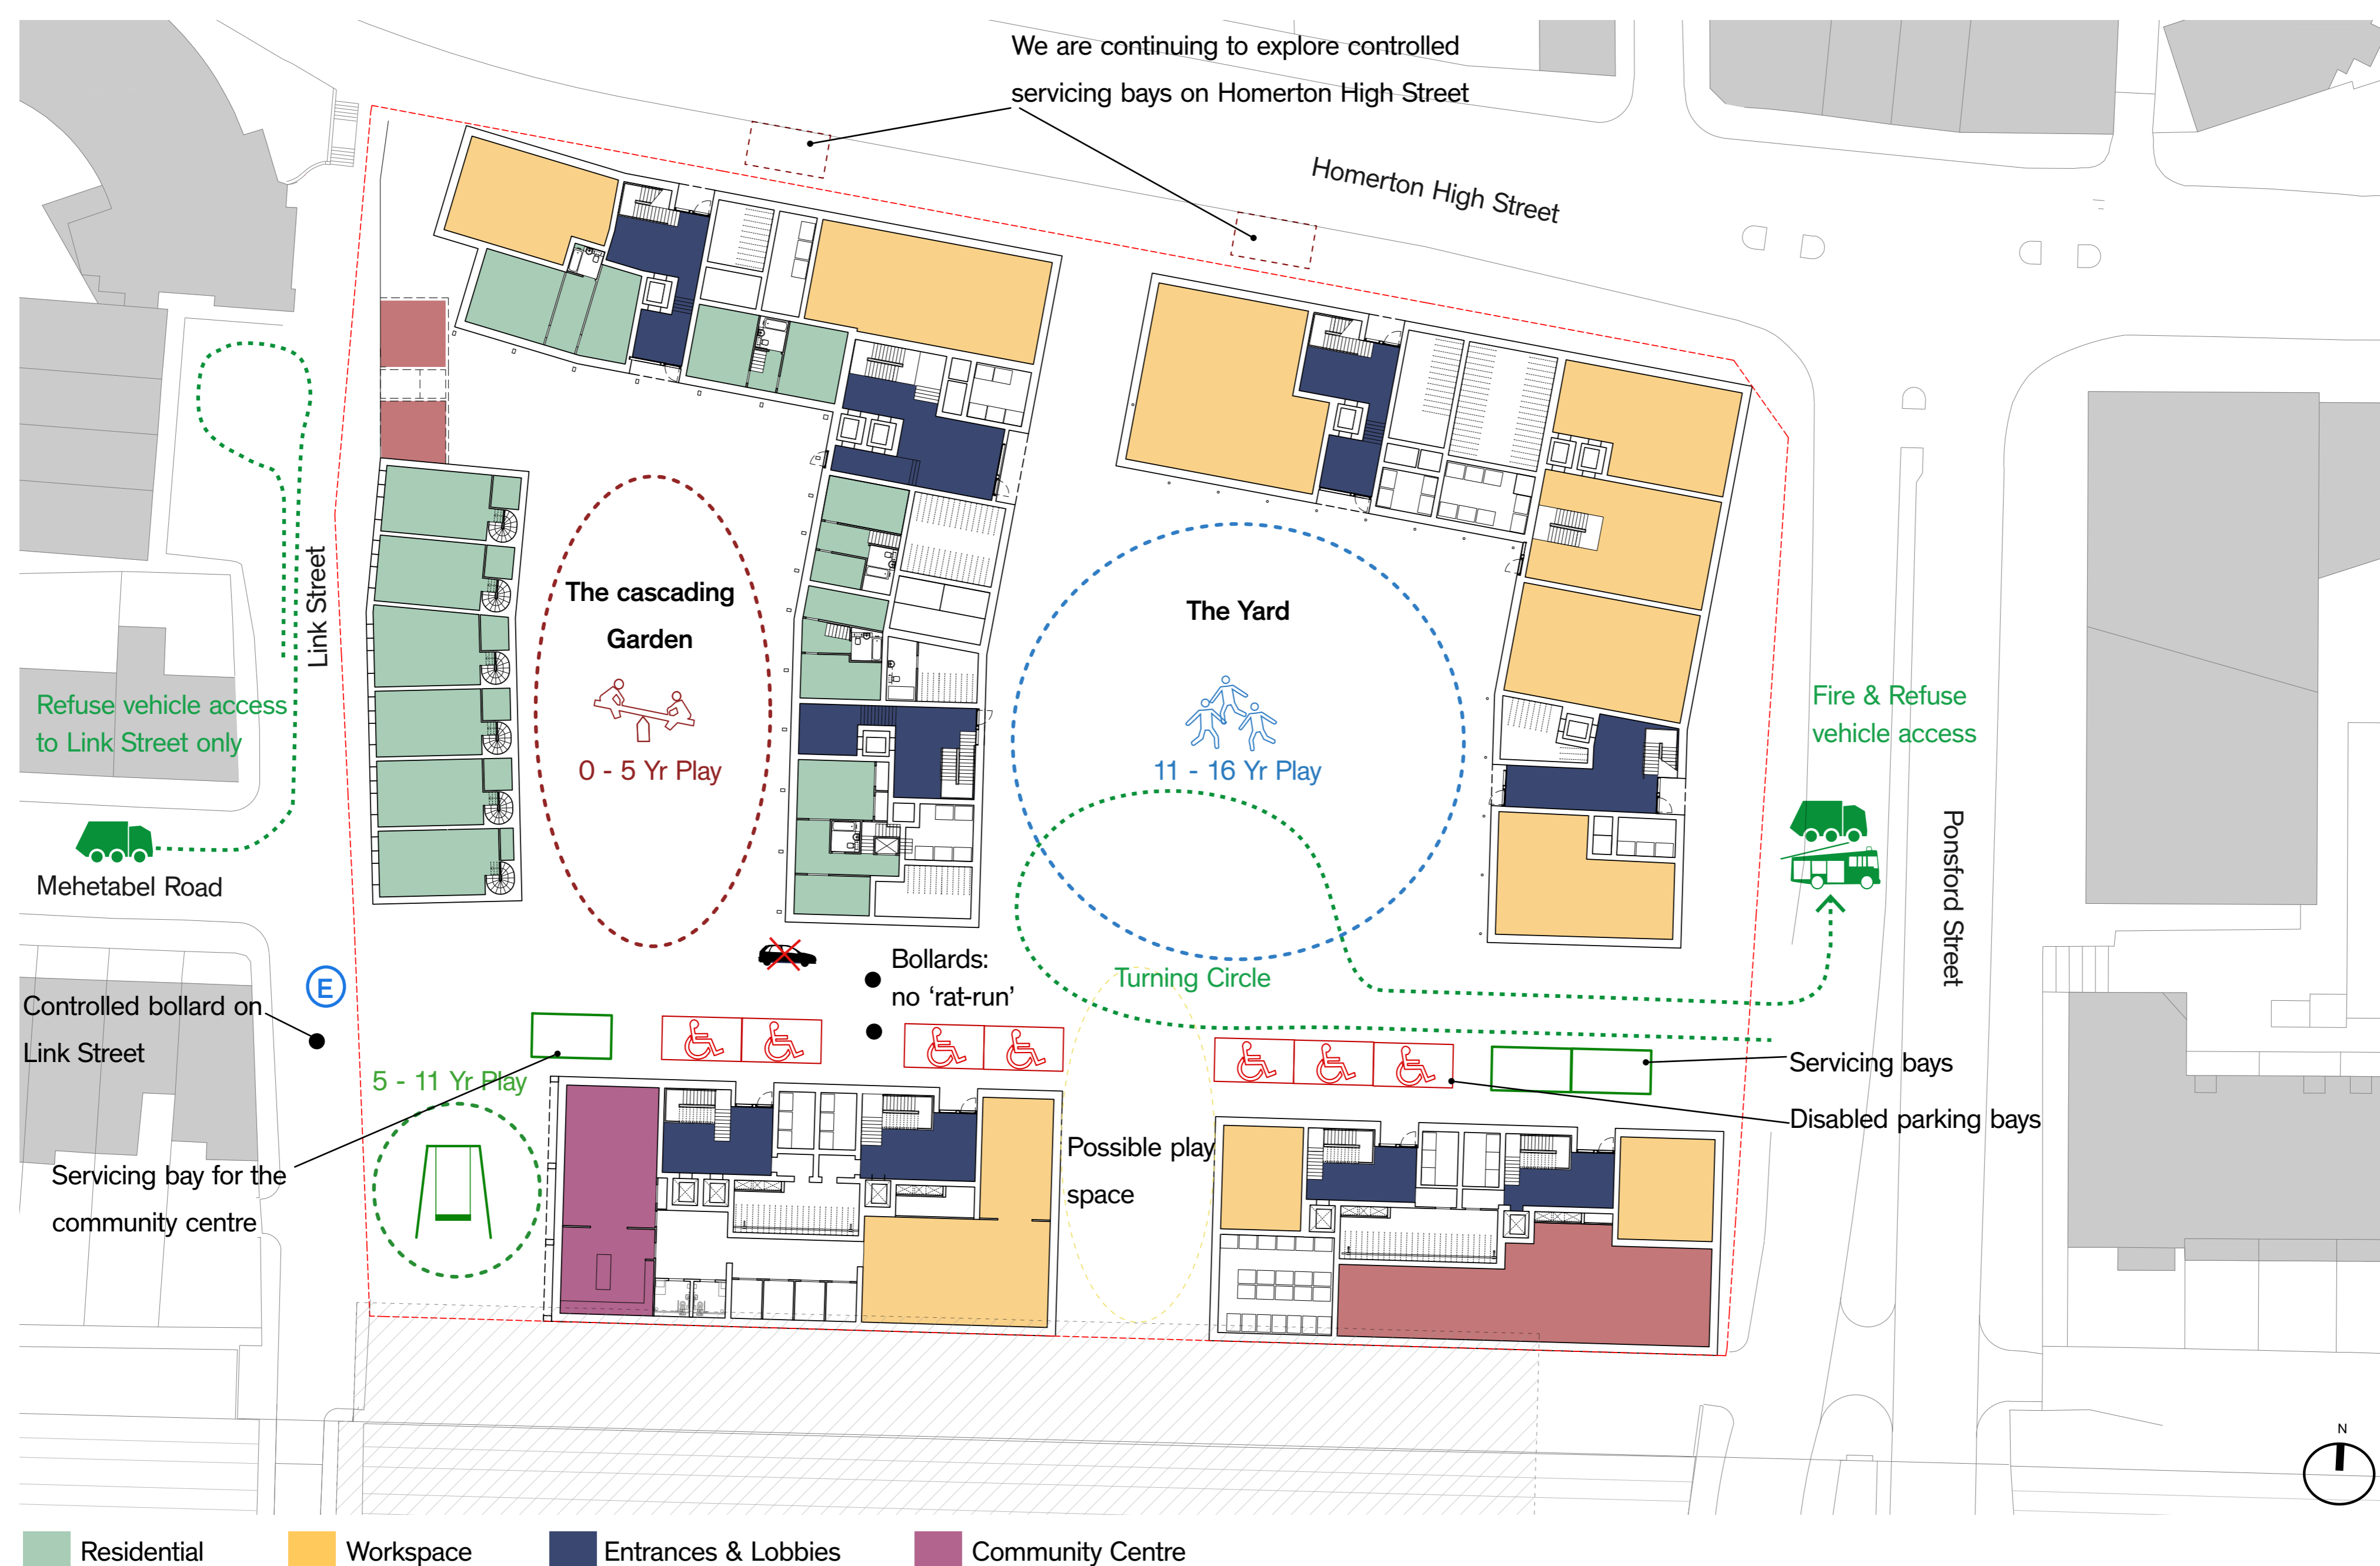 We are continuing to explore controlled
servicing bays on Homerton High Street
Homerton High Street
Link Street
The cascading
Garden
0 - 5 Yr Play
The Yard
11 - 16 Yr Play
Refuse vehicle access
to Link Street only
Mehetabel Road
Fire & Refuse
vehicle access
Ponsford Street
E
Controlled bollard on
Link Street
Bollards:
no ‘rat-run’
Turning Circle
5 - 11 Yr Play
Servicing bays
Disabled parking bays
Possible play
space
Servicing bay for the
community centre
N
Residential
Workspace
Entrances & Lobbies
Community Centre